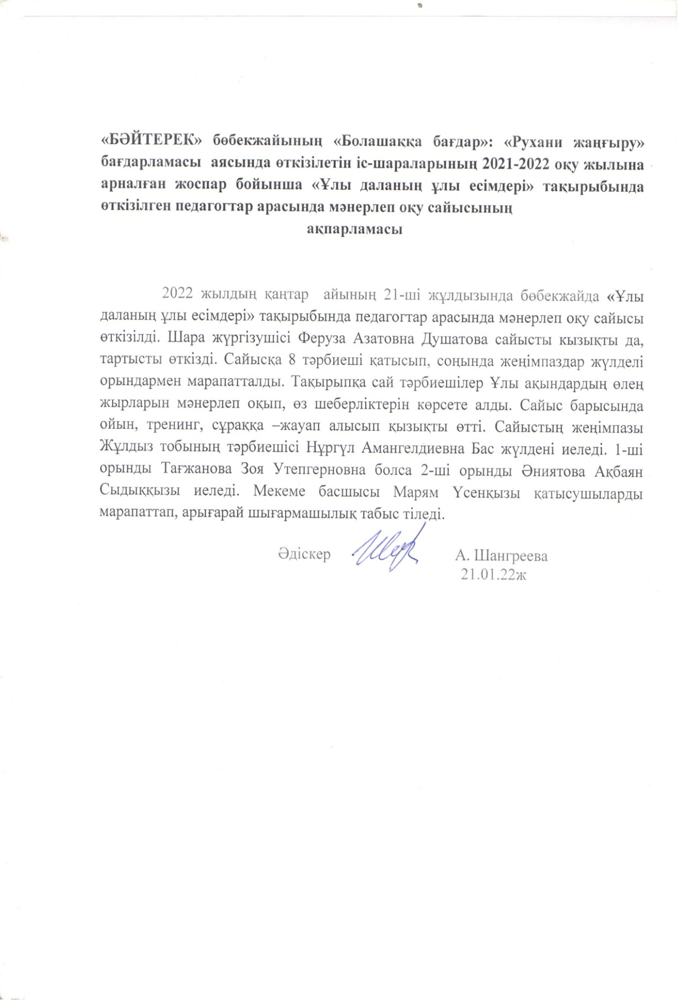 «БӘЙТЕРЕК» бөбекжайының «Болашаққа бағдар»: «Рухани жаңғыру»
бағдарламасы аясында өткізілетін іс-шараларының 2021-2022 оқу жылына
арналған жоспар бойынша «Ұлы даланың ұлы есімдері» тақырыбында
өткізілген педагогтар арасында мәнерлеп оқу сайысының
ақпарламасы
2022 жылдың қаңтар айының 21-ші жұлдызында бөбекжайда «Ұлы
даланың ұлы есімдері» тақырыбында педагогтар арасында мәнерлеп оқу сайысы
өткізілді. Шара жүргізушісі Феруза Азатовна Душатова сайысты кызықты да,
тартысты өткізді. Сайысқа 8 тәрбиеші қатысып, соңында жеңімпаздар жүлделі
орындармен марапатталды. Тақырыпқа сай тәрбиешілер Ұлы ақындардың өлең
жырларын мәнерлеп оқып, өз шеберліктерін көрсете алды. Сайыс барысында
ойын, тренинг, сұраққа –жауап алысып қызықты өтті. Сайыстың жеңімпазы
Жұлдыз тобының тәрбиешісі Нұргүл Амангелдиевна Бас жүлдені иеледі. 1-ші
орынды Тағжанова Зоя Утепгерновна болса 2-ші орынды Әниятова Ақбаян
Сыдыққызы иеледі. Мекеме басшысы Марям Үсенқызы қатысушыларды
марапаттап, арығарай шығармашылық табыс тіледі.
Әдіскер А. Шангреева
21.01.22ж